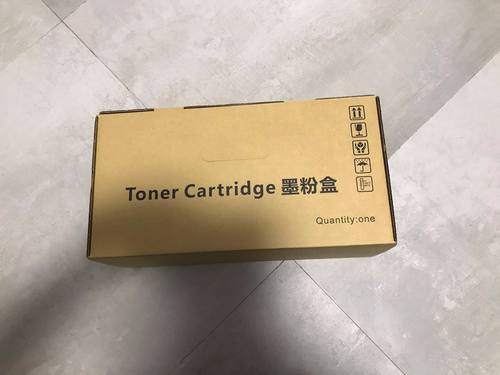 Toner Cartridge 墨粉盒
Quantity:one